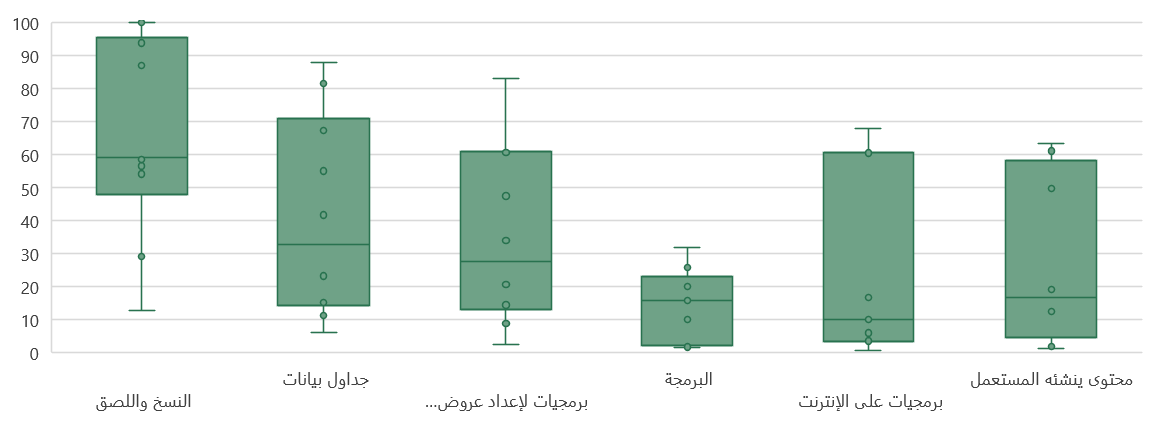 100
90
80
70
60
50
40
30
20
10
0
النسخ واللصق
جداول بيانات
برمجيات لإعداد عروض...
البرمجة
برمجيات على الإنترنت
محتوى ينشئه المستعمل